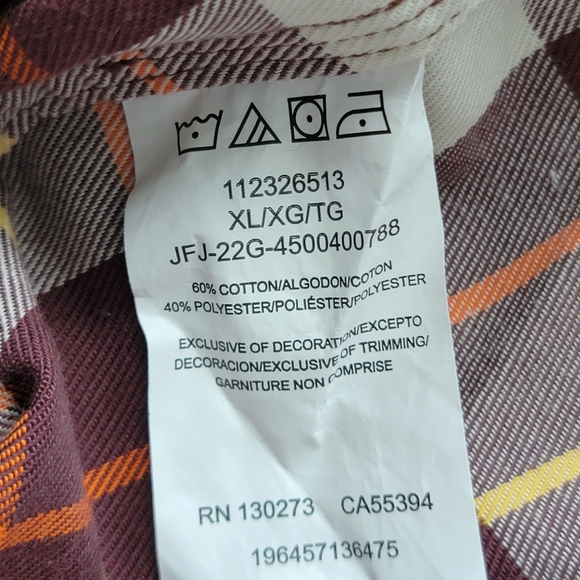 112326513
XL/XG/TG
JFJ-22G-4500400788
60% COTTON/ALGODON/COTON
40% POLYESTER/POLIÉSTER/POLYESTER
EXCLUSIVE OF DECORATION/EXCEPTO
DECORACION/EXCLUSIVE OF TRIMMING/
GARNITURE NON COMPRISE
RN 130273 CA55394
196457136475